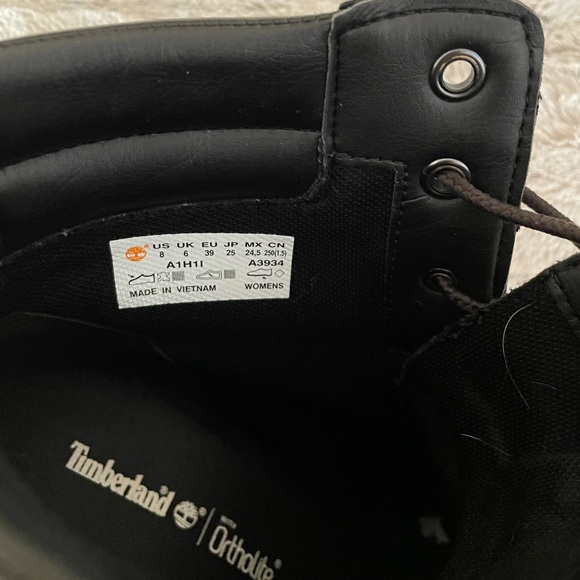 US UK EU JP MX CN
8 6 39 25 24,5 250(1.5)
A1H1I A3934
MADE IN VIETNAM WOMENS
Timberland
WITH
Ortholite